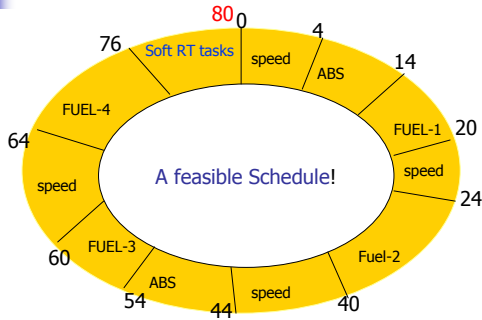 80
0
speed
4
ABS
14
FUEL-1
20
speed
24
Fuel-2
40
speed
44
ABS
54
FUEL-3
60
speed
64
FUEL-4
76
Soft RT tasks
A feasible Schedule!